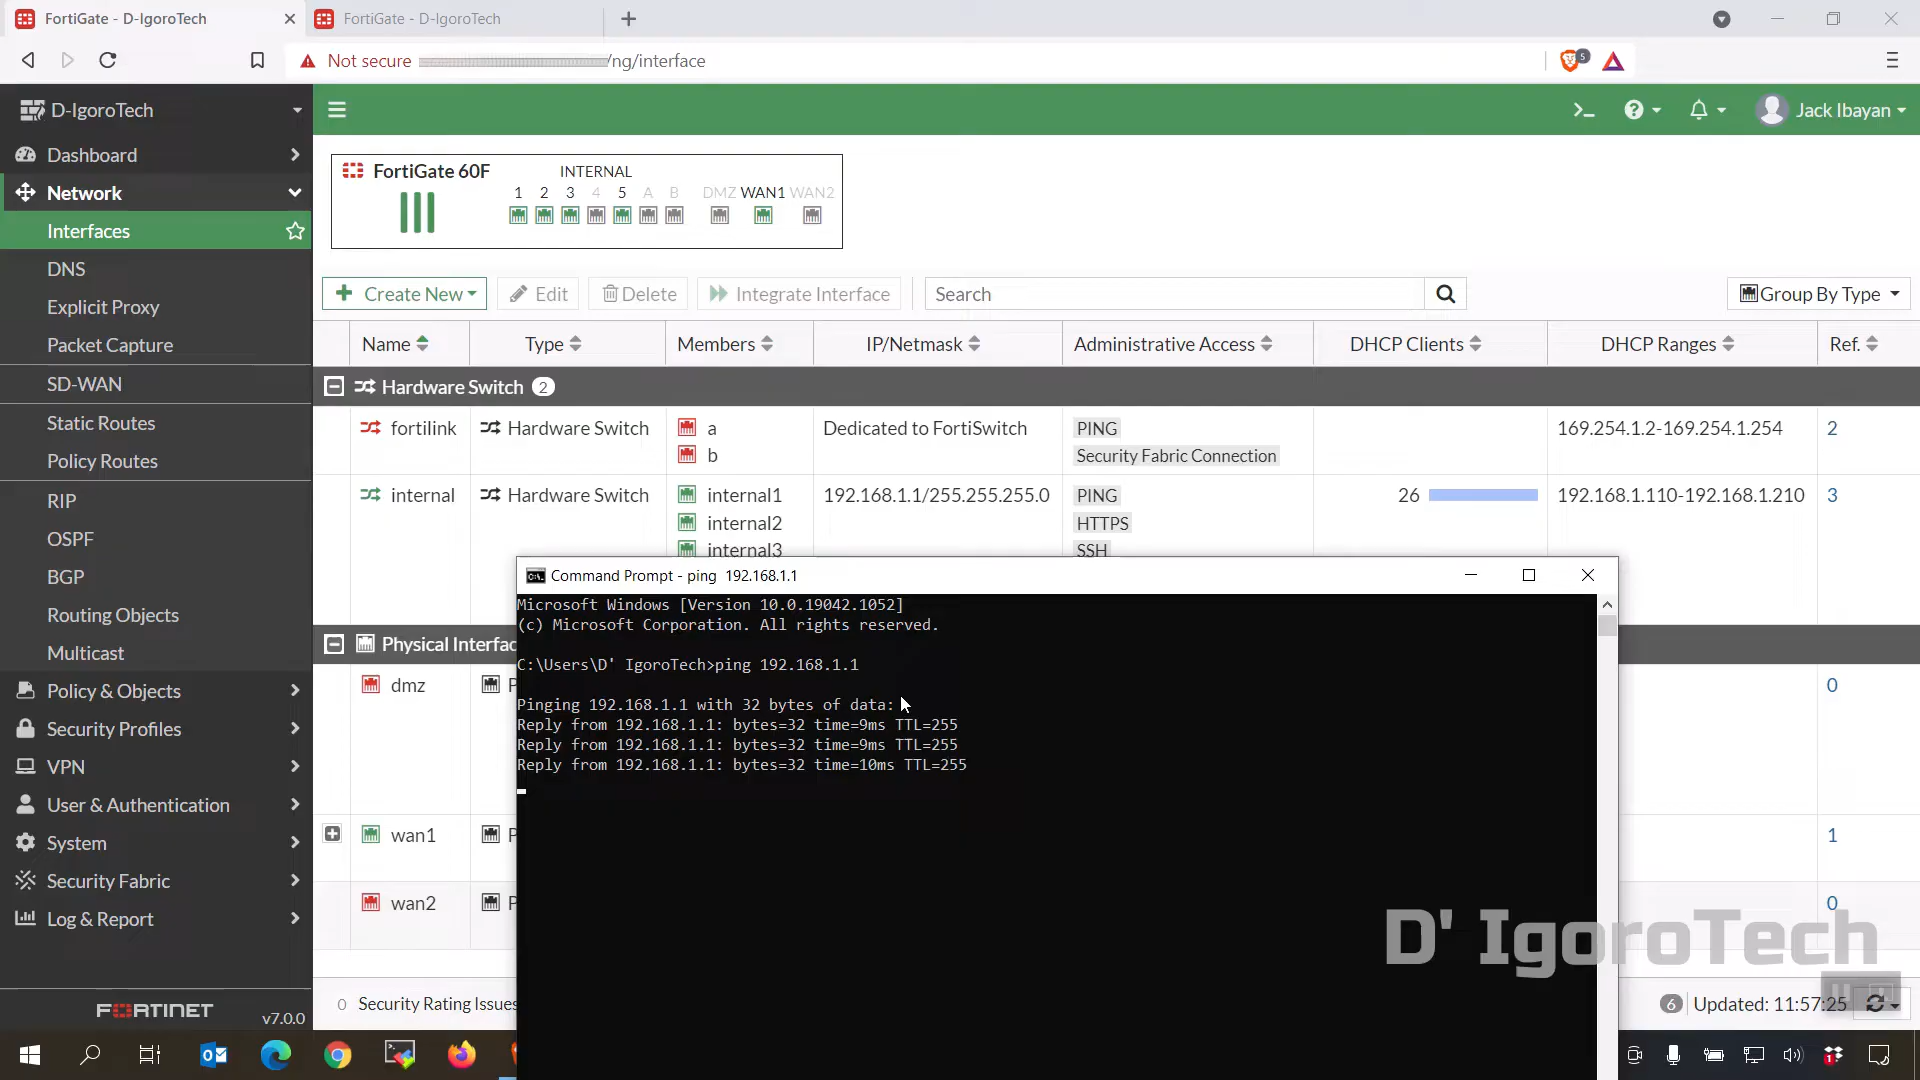 FortiGate - D-IgoroTech
FortiGate - D-IgoroTech
Not secure /ng/interface
5
D-IgoroTech
Jack Ibayan
Dashboard
Network
Interfaces
DNS
Explicit Proxy
Packet Capture
SD-WAN
Static Routes
Policy Routes
RIP
OSPF
BGP
Routing Objects
Multicast
Policy & Objects
Security Profiles
VPN
User & Authentication
System
Security Fabric
Log & Report
FORTINET v7.0.0
FortiGate 60F
INTERNAL
1 2 3 4 5 A B DMZ WAN1 WAN2
Create New Edit Delete Integrate Interface Search Group By Type
Name Type Members IP/Netmask Administrative Access DHCP Clients DHCP Ranges Ref.
Hardware Switch 2
fortilink Hardware Switch a Dedicated to FortiSwitch PING 169.254.1.2-169.254.1.254 2
b Security Fabric Connection
internal Hardware Switch internal1 192.168.1.1/255.255.255.0 PING 26 192.168.1.110-192.168.1.210 3
internal2 HTTPS
internal3 SSH
Physical Interfac
dmz P 0
wan1 P 1
wan2 P 0
0 Security Rating Issues
6 Updated: 11:57:25
Command Prompt - ping 192.168.1.1
Microsoft Windows [Version 10.0.19042.1052]
(c) Microsoft Corporation. All rights reserved.
C:\Users\D' IgoroTech>ping 192.168.1.1
Pinging 192.168.1.1 with 32 bytes of data:
Reply from 192.168.1.1: bytes=32 time=9ms TTL=255
Reply from 192.168.1.1: bytes=32 time=9ms TTL=255
Reply from 192.168.1.1: bytes=32 time=10ms TTL=255
D' IgoroTech
1